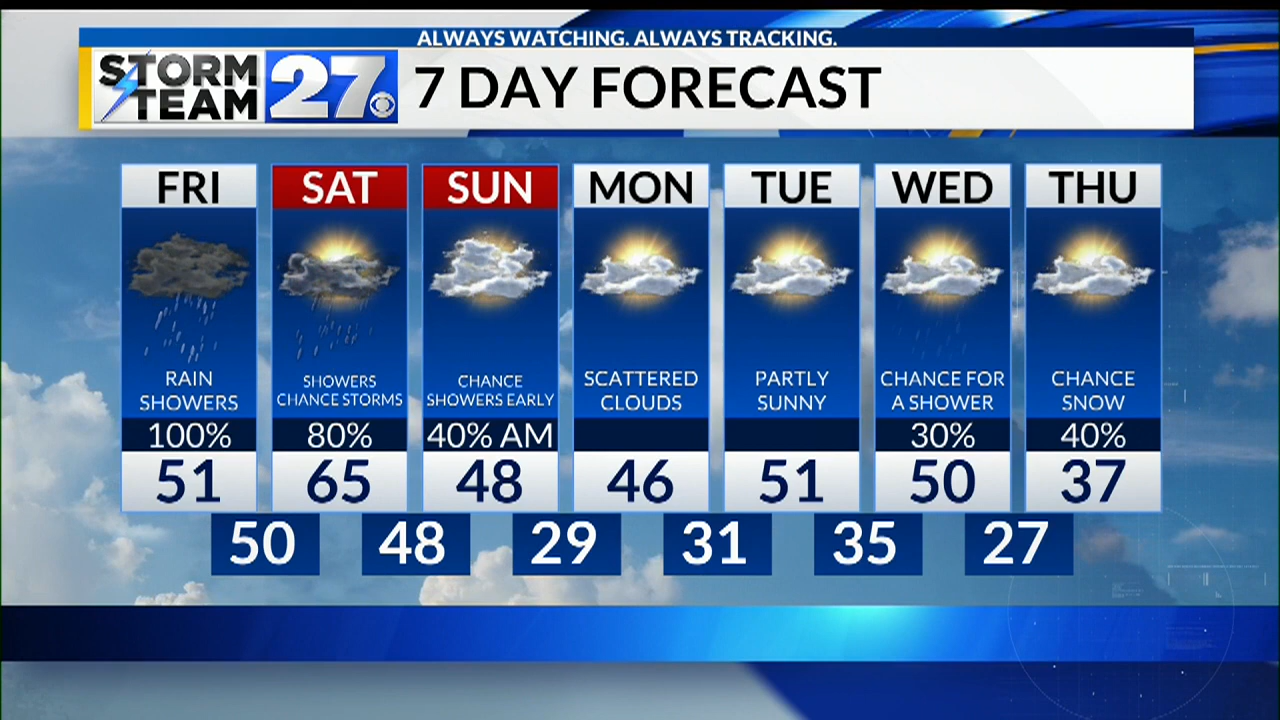 ALWAYS WATCHING. ALWAYS TRACKING.
STORM
TEAM
27
7 DAY FORECAST
FRI
SAT
SUN
MON
TUE
WED
THU
RAIN
SHOWERS
SHOWERS
CHANCE STORMS
CHANCE
SHOWERS EARLY
SCATTERED
CLOUDS
PARTLY
SUNNY
CHANCE FOR
A SHOWER
CHANCE
SNOW
100%
80%
40% AM
30%
40%
51
65
48
46
51
50
37
50
48
29
31
35
27